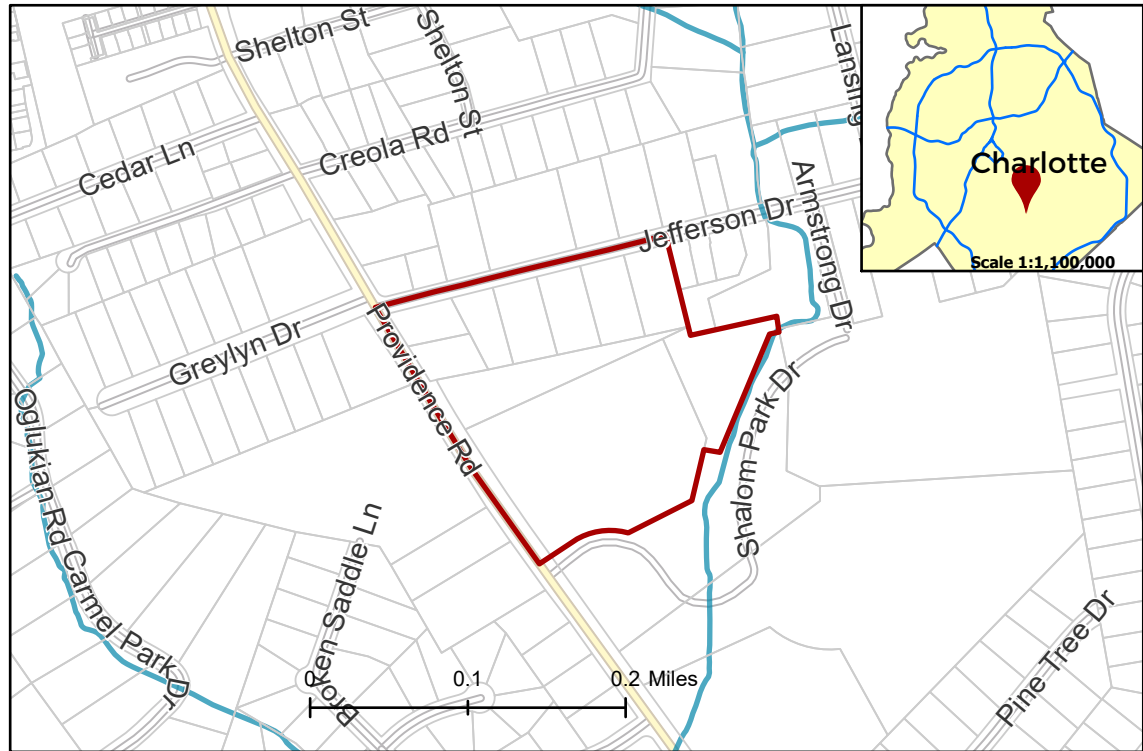 Shelton St
Shelton St
Lansing
Cedar Ln
Creola Rd
Charlotte
Scale 1:1,100,000
Armstrong Dr
Jefferson Dr
Greylyn Dr
Providence Rd
Shalom Park Dr
Oglukian Rd
Carmel Park Dr
Broken Saddle Ln
Pine Tree Dr
0 0.1 0.2 Miles